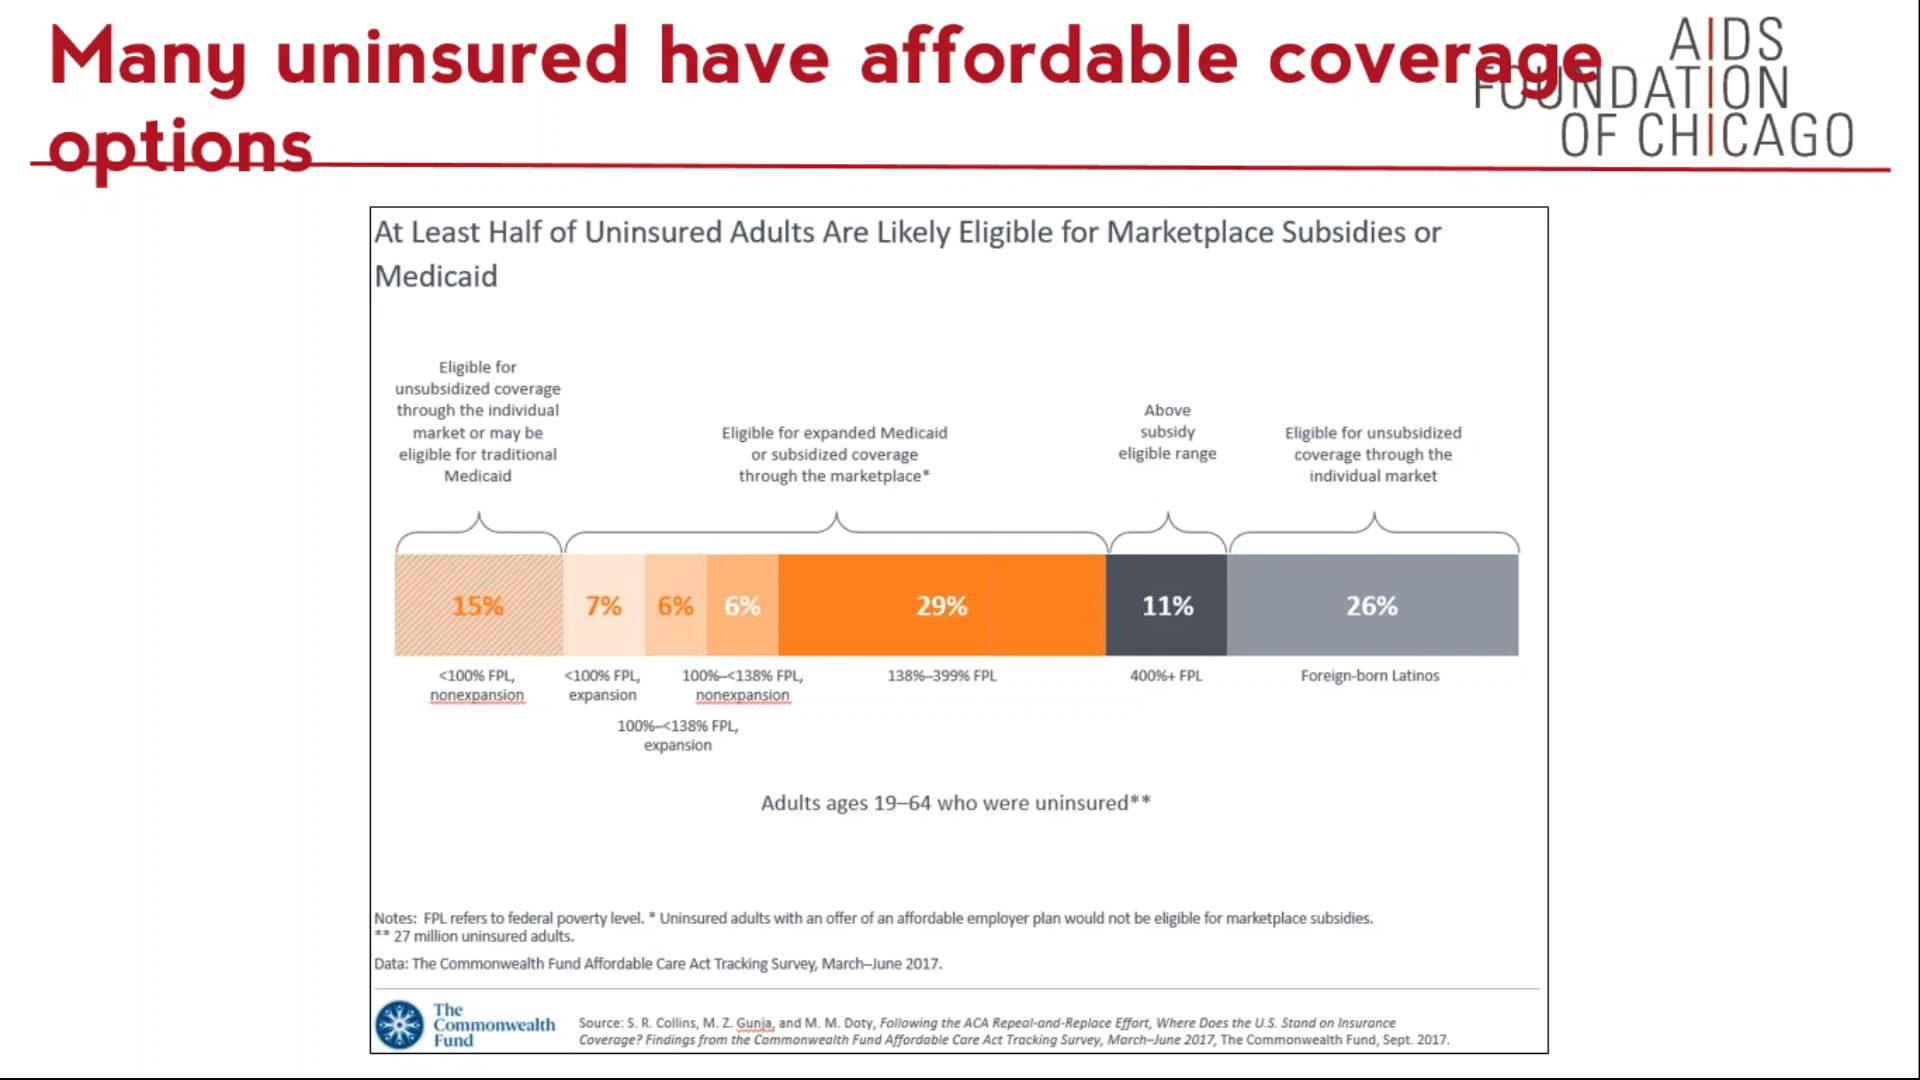 Many uninsured have affordable coverage
options
AIDS
FOUNDATION
OF CHICAGO
At Least Half of Uninsured Adults Are Likely Eligible for Marketplace Subsidies or
Medicaid
Eligible for
unsubsidized coverage
through the individual
market or may be
eligible for traditional
Medicaid
Eligible for expanded Medicaid
or subsidized coverage
through the marketplace*
Above
subsidy
eligible range
Eligible for unsubsidized
coverage through the
individual market
15%
7%
6%
6%
29%
11%
26%
<100% FPL,
nonexpansion
<100% FPL,
expansion
100%–<138% FPL,
expansion
100%–<138% FPL,
nonexpansion
138%–399% FPL
400%+ FPL
Foreign-born Latinos
Adults ages 19–64 who were uninsured**
Notes: FPL refers to federal poverty level. * Uninsured adults with an offer of an affordable employer plan would not be eligible for marketplace subsidies.
** 27 million uninsured adults.
Data: The Commonwealth Fund Affordable Care Act Tracking Survey, March–June 2017.
The
Commonwealth
Fund
Source: S. R. Collins, M. Z. Gunja, and M. M. Doty, Following the ACA Repeal-and-Replace Effort, Where Does the U.S. Stand on Insurance
Coverage? Findings from the Commonwealth Fund Affordable Care Act Tracking Survey, March–June 2017, The Commonwealth Fund, Sept. 2017.